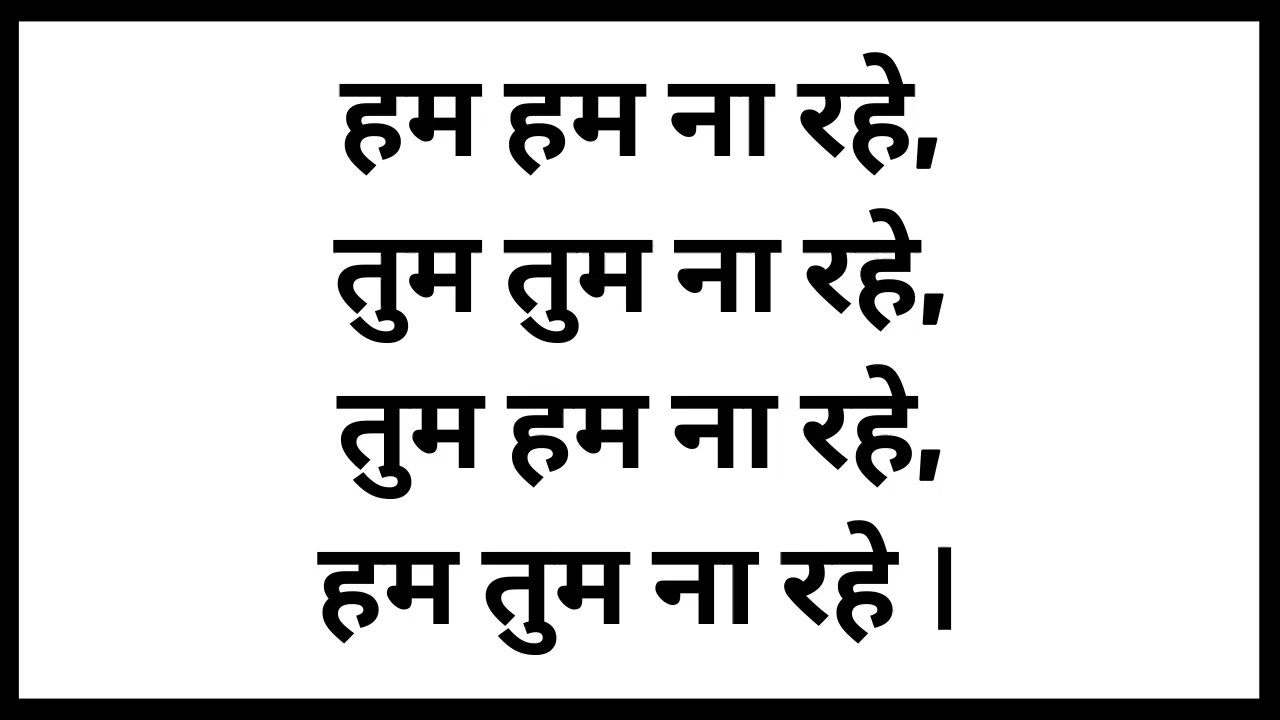 हम हम ना रहे,
तुम तुम ना रहे,
तुम हम ना रहे,
हम तुम ना रहे ।